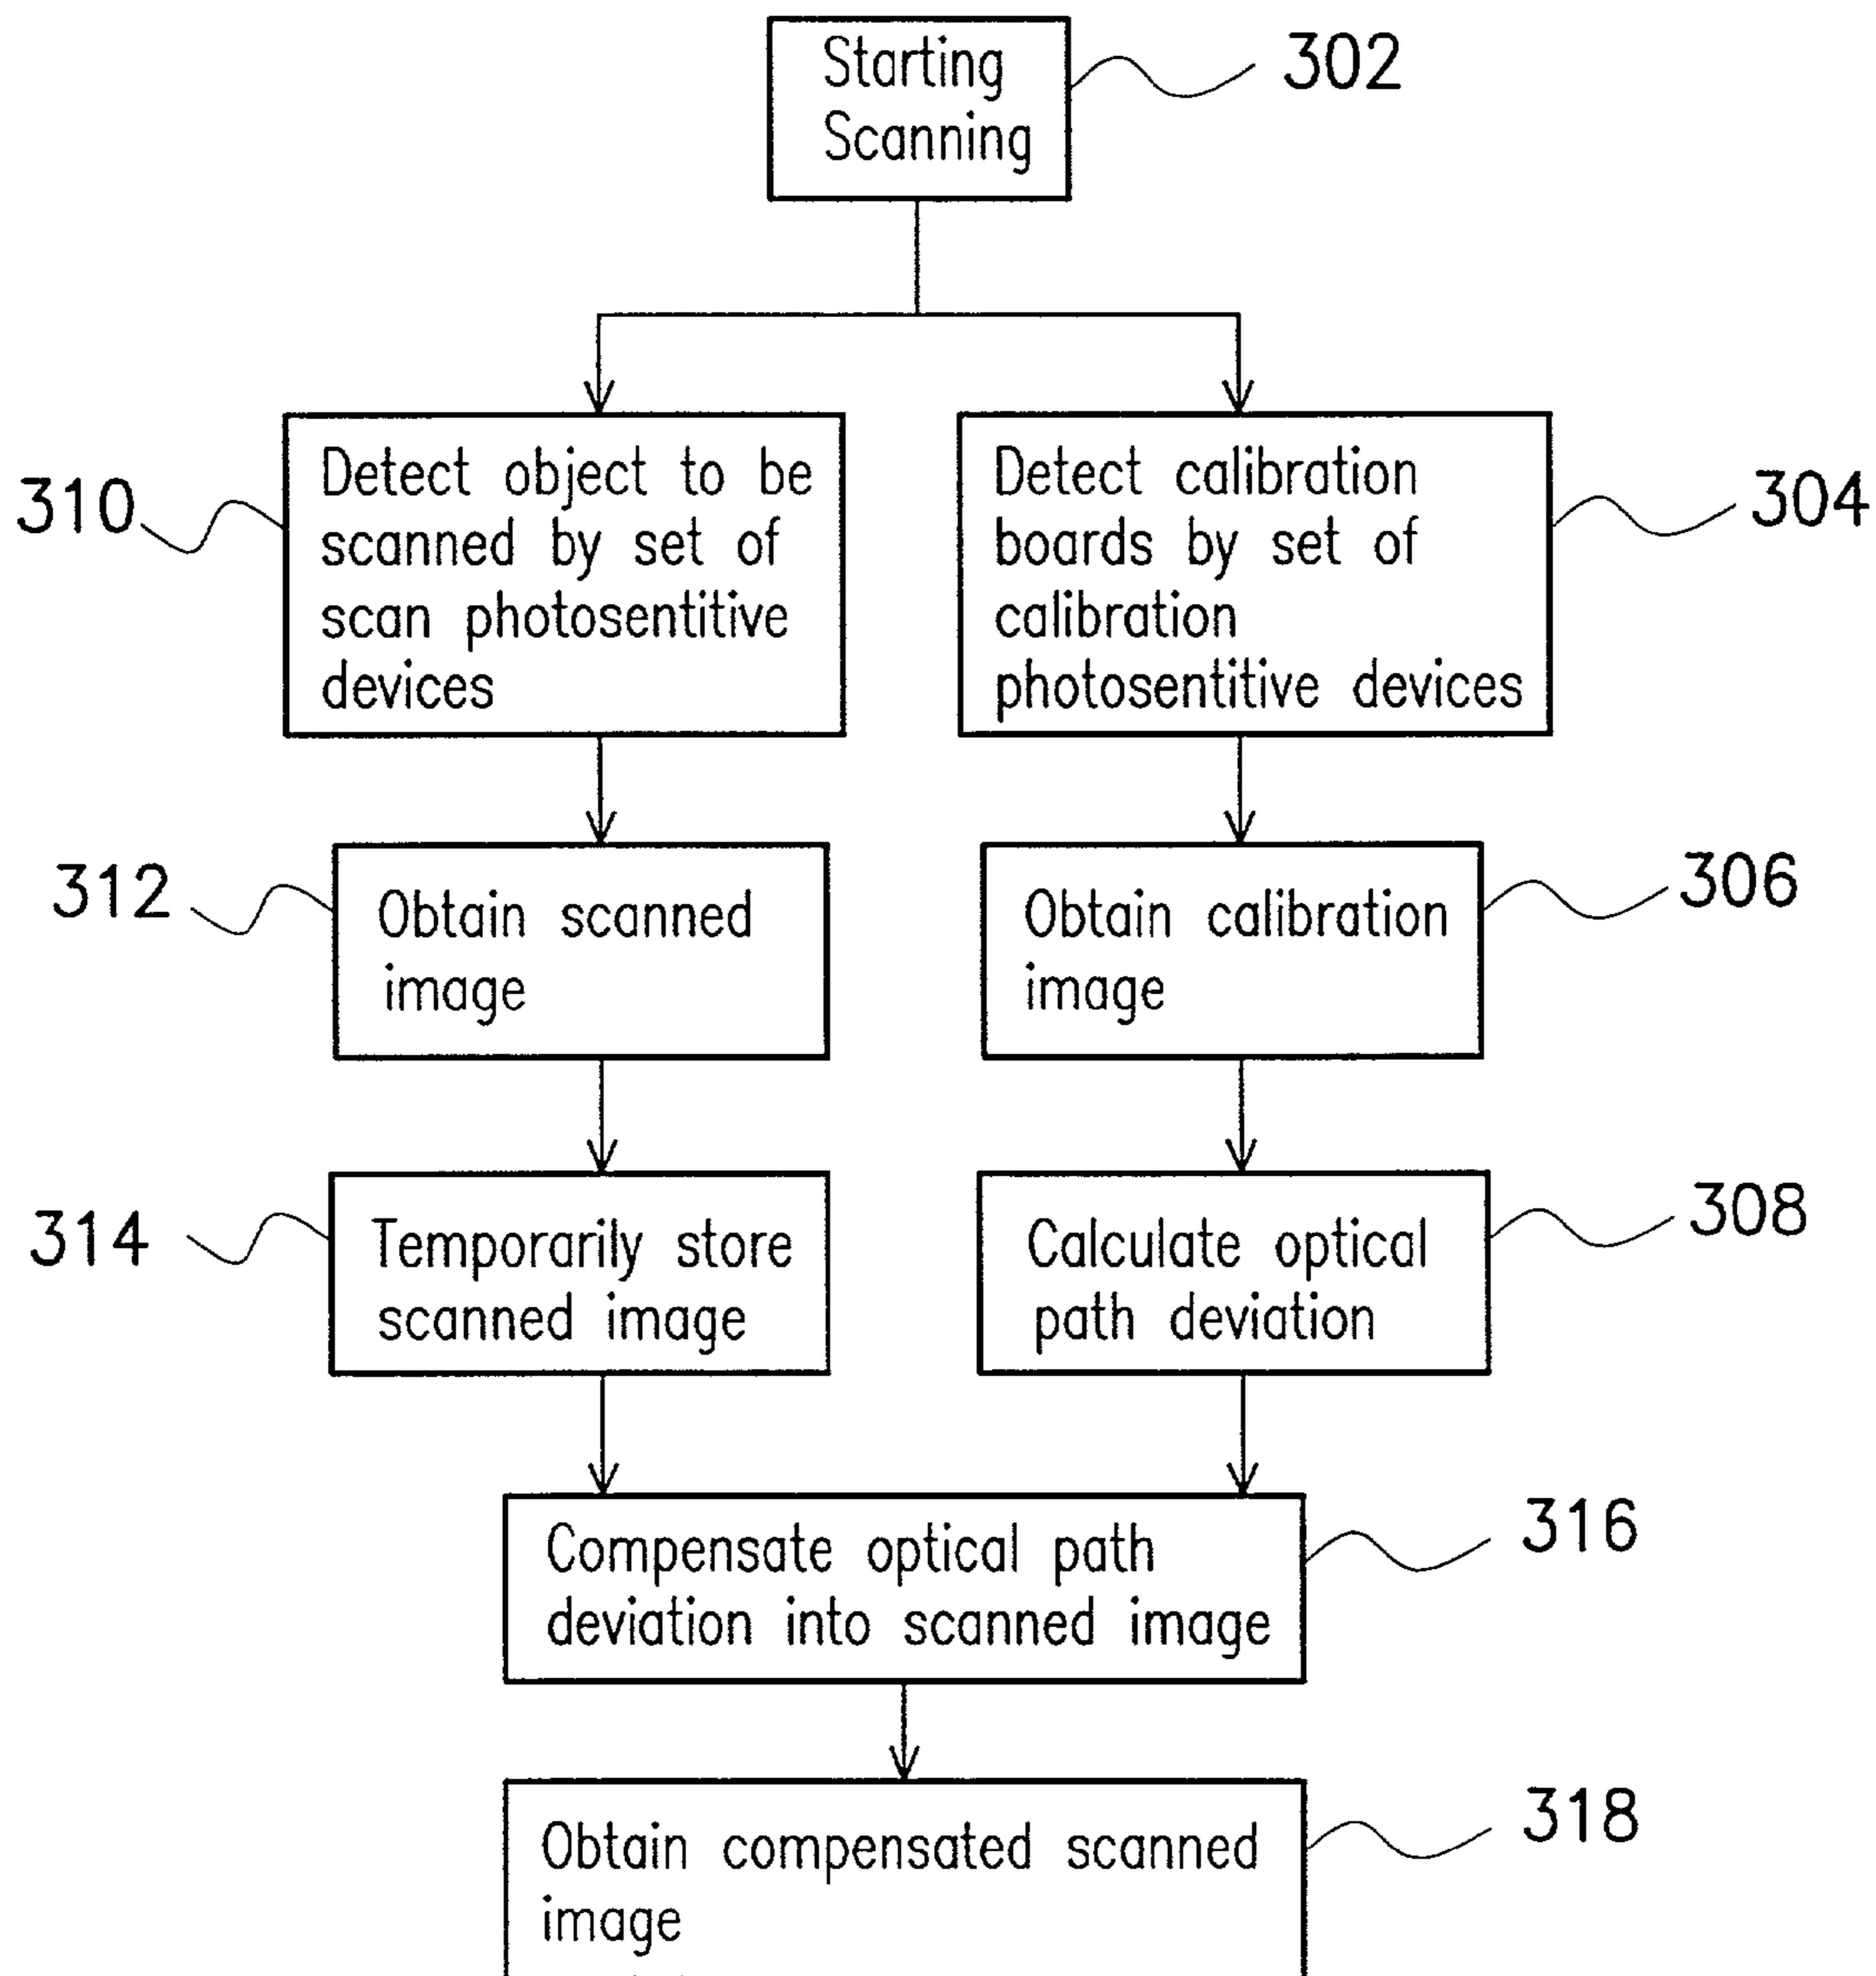 Starting
Scanning
302
310
Detect object to be
scanned by set of
scan photosentitive
devices
Detect calibration
boards by set of
calibration
photosentitive devices
304
312
Obtain scanned
image
Obtain calibration
image
306
314
Temporarily store
scanned image
Calculate optical
path deviation
308
Compensate optical path
deviation into scanned image
316
Obtain compensated scanned
image
318